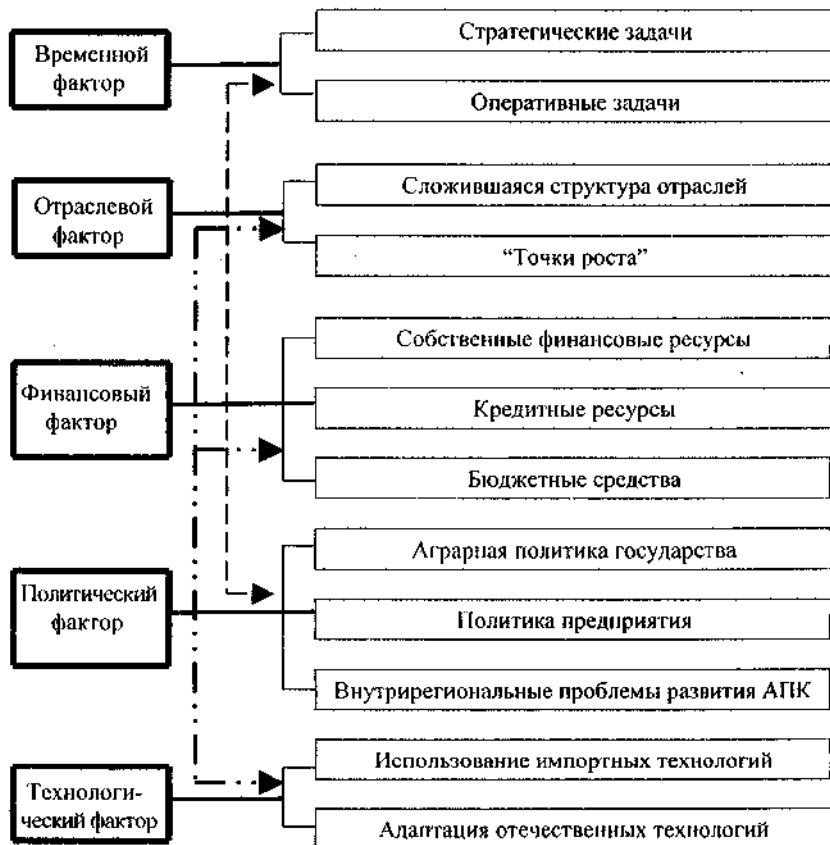 Временной
фактор
Стратегические задачи
Оперативные задачи
Отраслевой
фактор
Сложившаяся структура отраслей
“Точки роста”
Финансовый
фактор
Собственные финансовые ресурсы
Кредитные ресурсы
Бюджетные средства
Политический
фактор
Аграрная политика государства
Политика предприятия
Внутрирегиональные проблемы развития АПК
Техноло­ги-
ческий фактор
Использование импортных технологий
Адаптация отечественных технологий